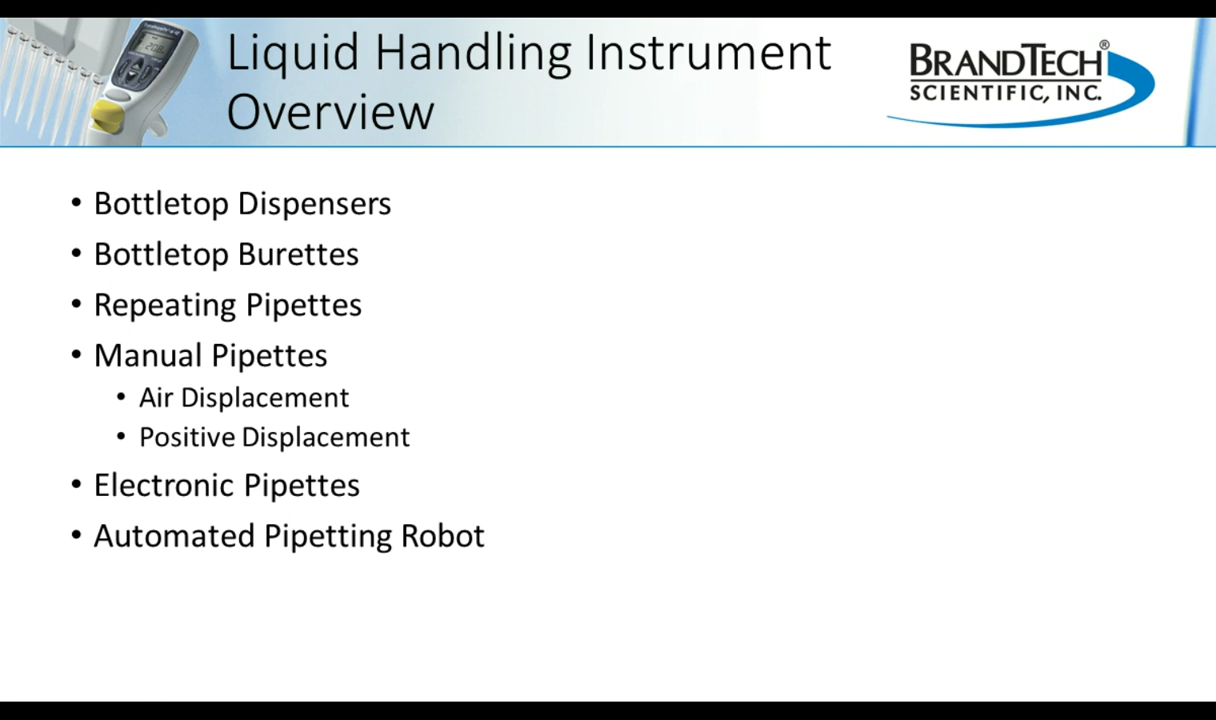 Liquid Handling Instrument
Overview
BRANDTECH®
SCIENTIFIC, INC.
• Bottletop Dispensers
• Bottletop Burettes
• Repeating Pipettes
• Manual Pipettes
• Air Displacement
• Positive Displacement
• Electronic Pipettes
• Automated Pipetting Robot